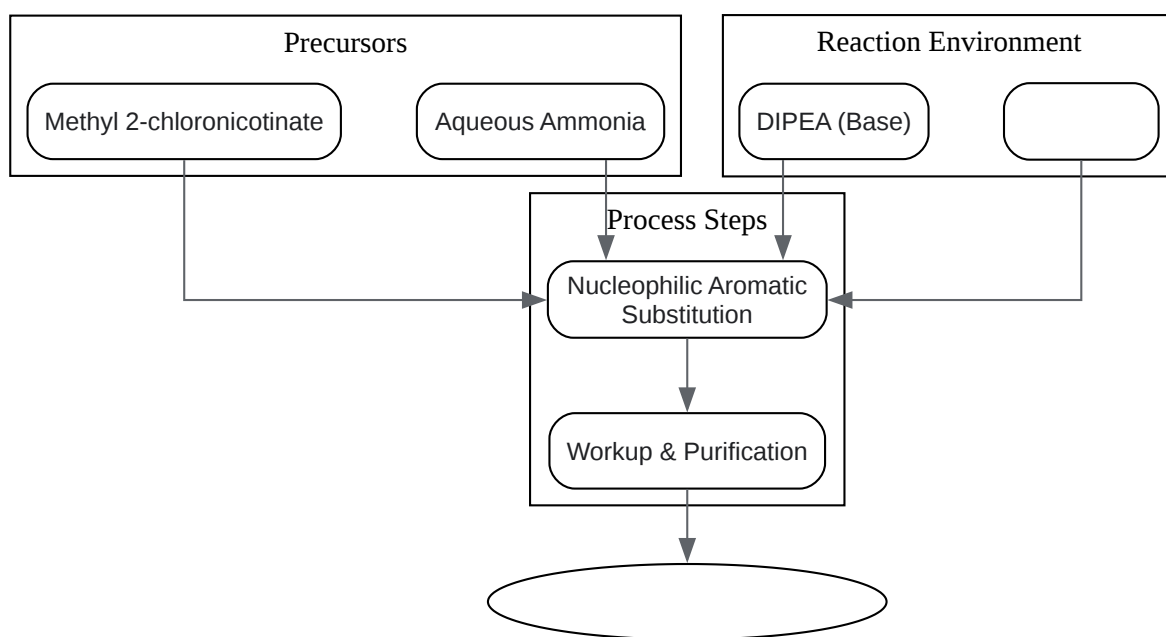 Precursors
Reaction Environment
Methyl 2-chloronicotinate
Aqueous Ammonia
DIPEA (Base)
Process Steps
Nucleophilic Aromatic
Substitution
Workup & Purification